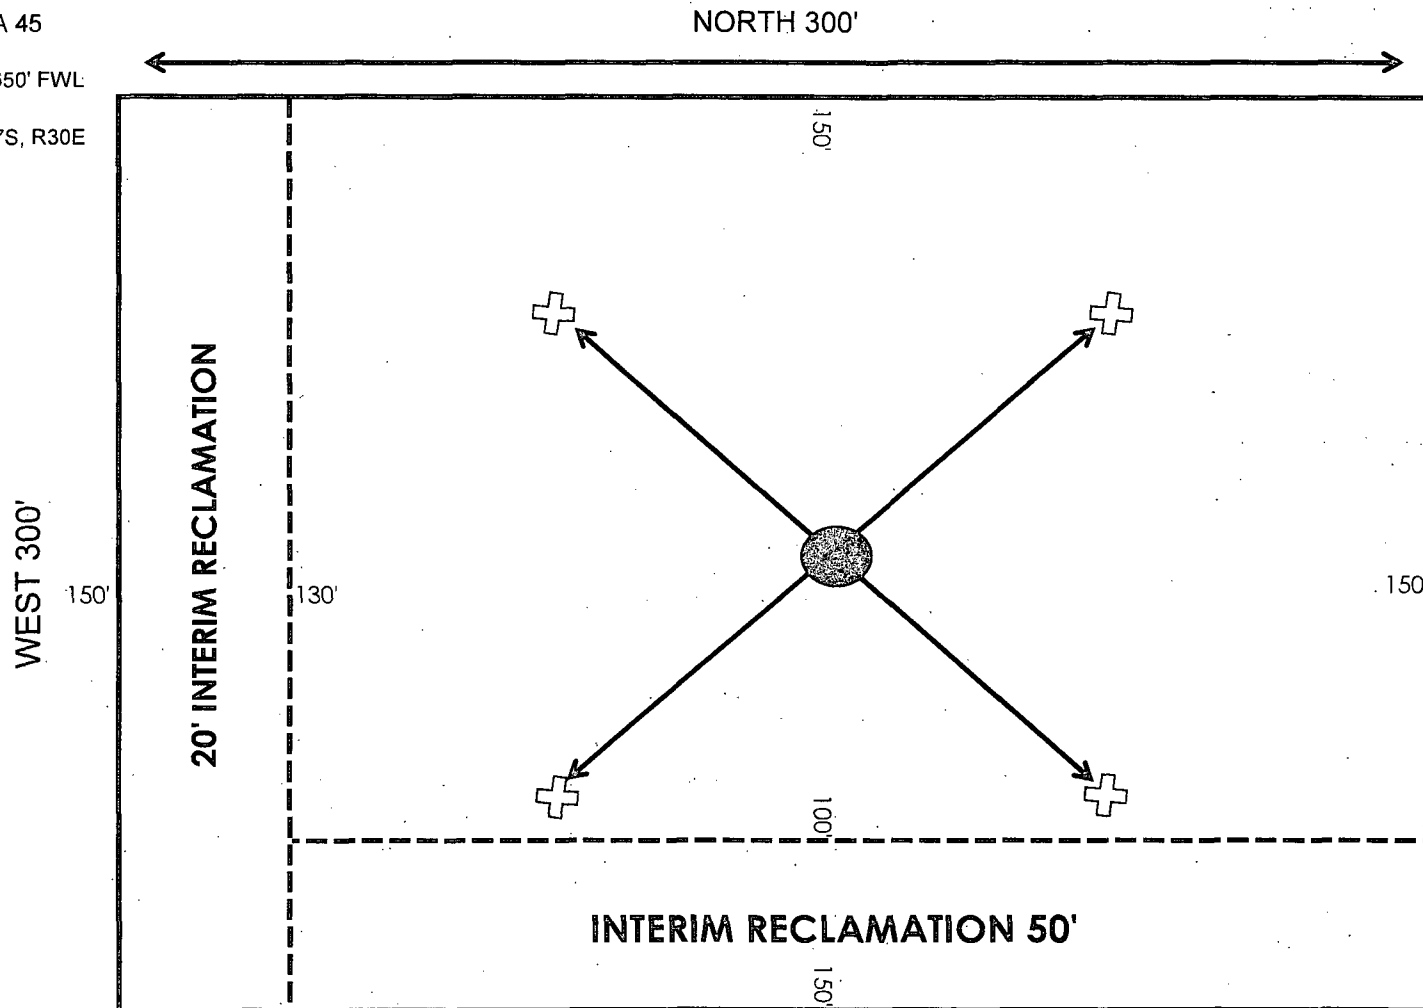 A 45
NORTH 300'
50' FWL
7S, R30E
150'
20' INTERIM RECLAMATION
WEST 300'
150'
130'
150
100'
INTERIM RECLAMATION 50'
150'